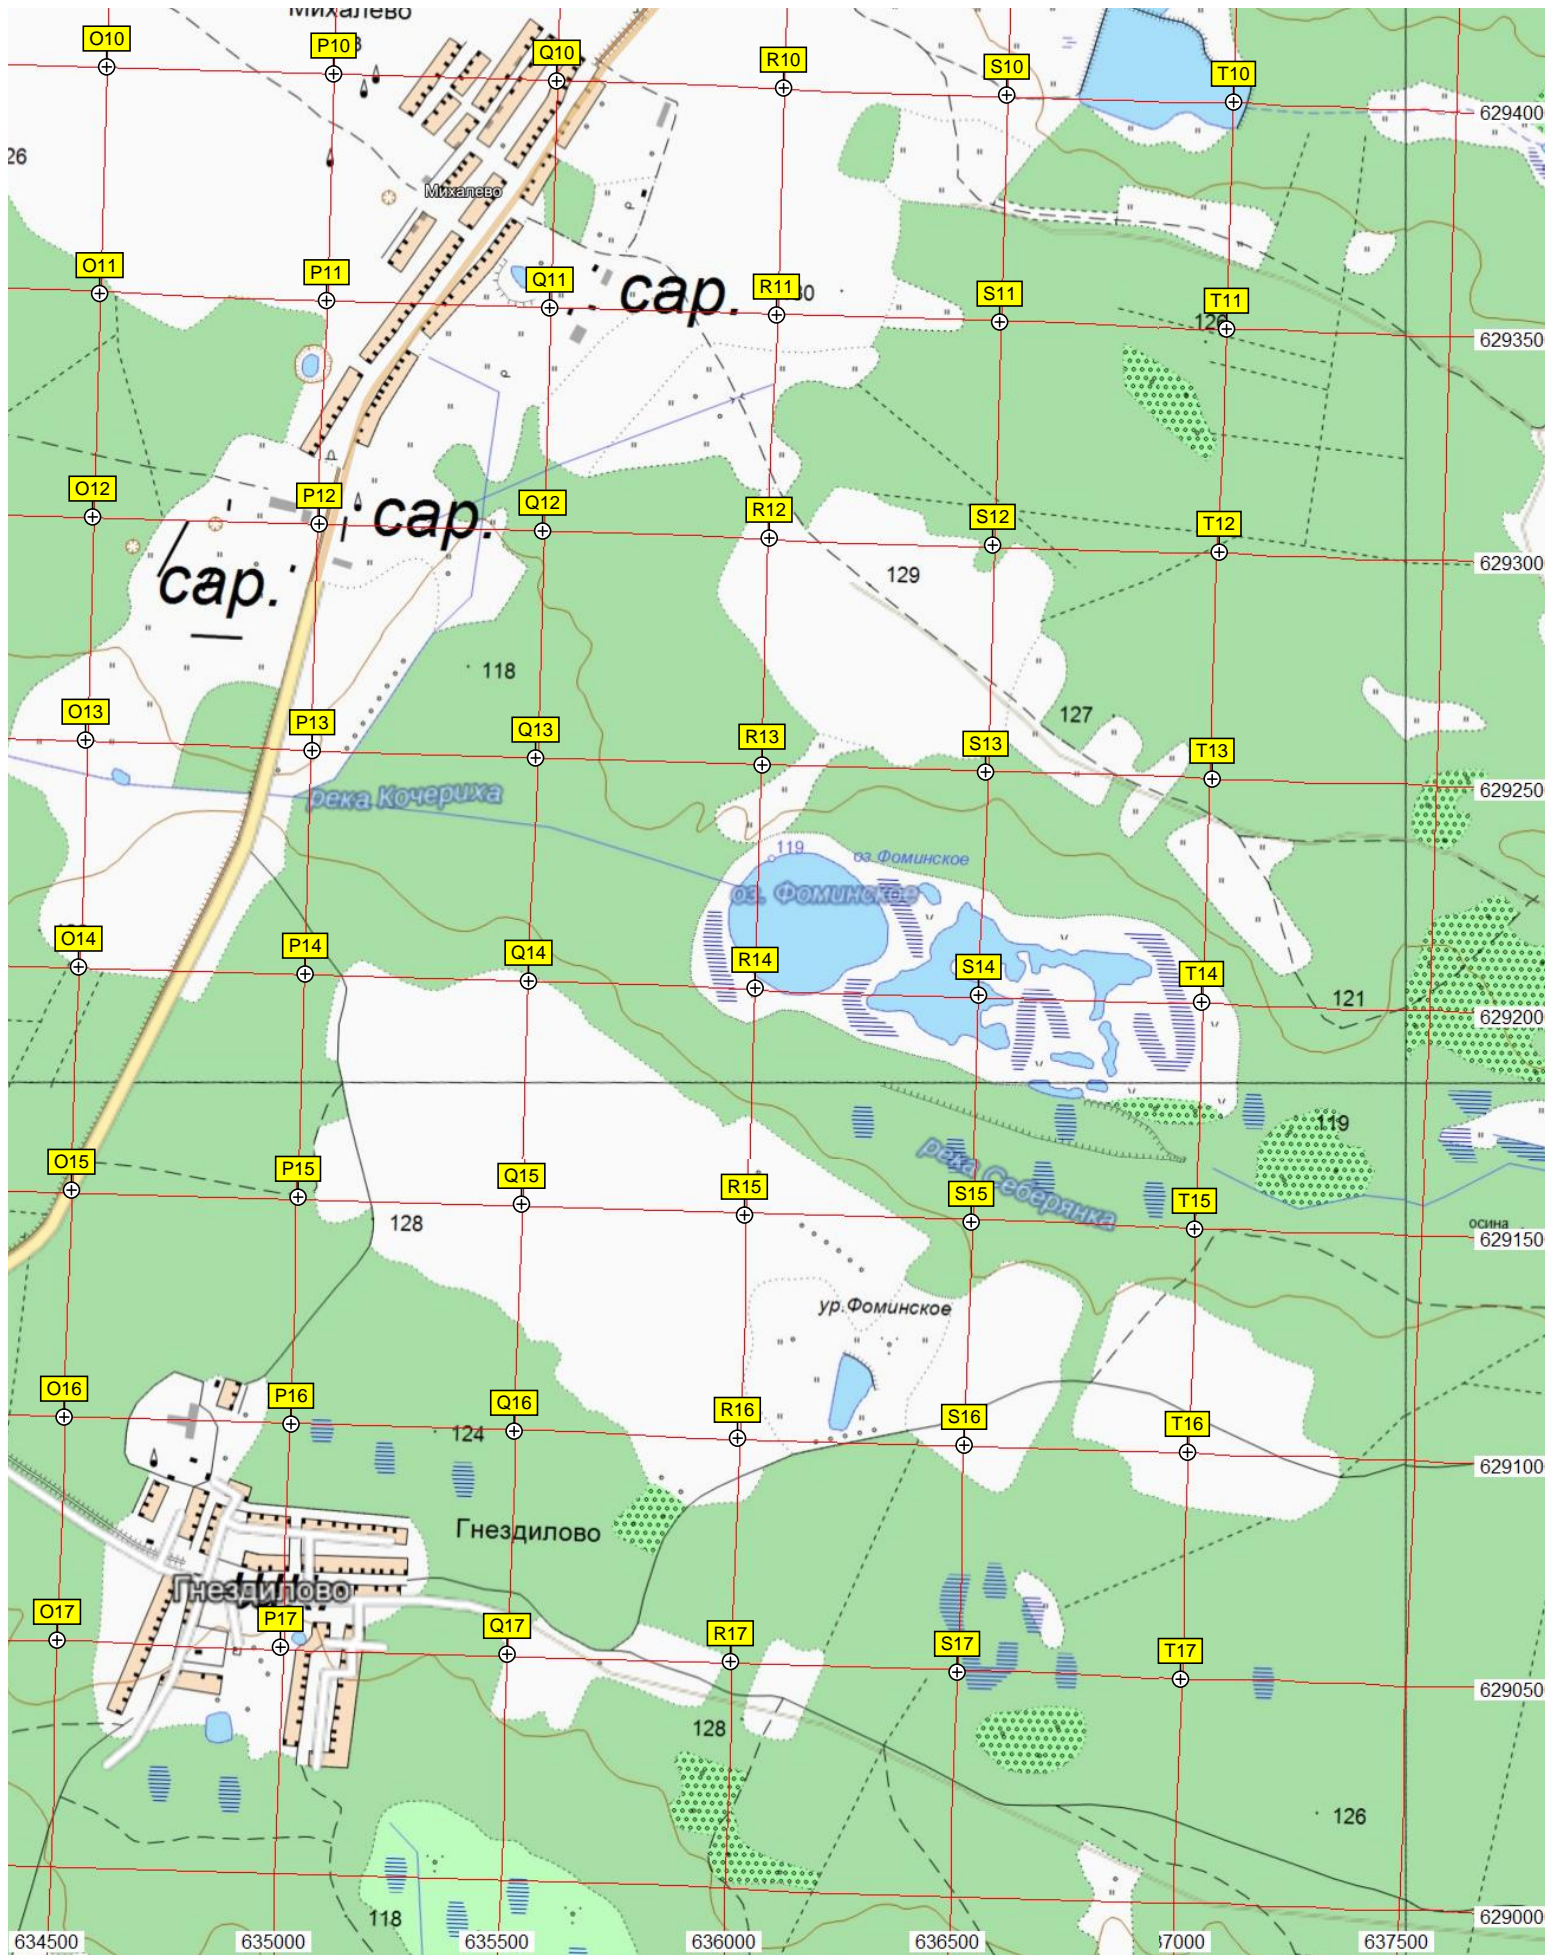 Михалево
O10 P10 Q10 R10 S10 T10
629400
26
Михалево
O11 P11 Q11 R11 S11 T11
сар.
629350
O12 P12 Q12 R12 S12 T12
сар.
629300
сар.
129
118
127
O13 P13 Q13 R13 S13 T13
629250
река Кочериха
119
оз.Фоминское
оз. Фоминское
O14 P14 Q14 R14 S14 T14
121
629200
119
река Северянка
O15 P15 Q15 R15 S15 T15
128
осина
629150
ур.Фоминское
O16 P16 Q16 R16 S16 T16
124
629100
Гнездилово
Гнездилово
O17 P17 Q17 R17 S17 T17
629050
128
126
118
629000
634500 635000 635500 636000 636500 37000 637500